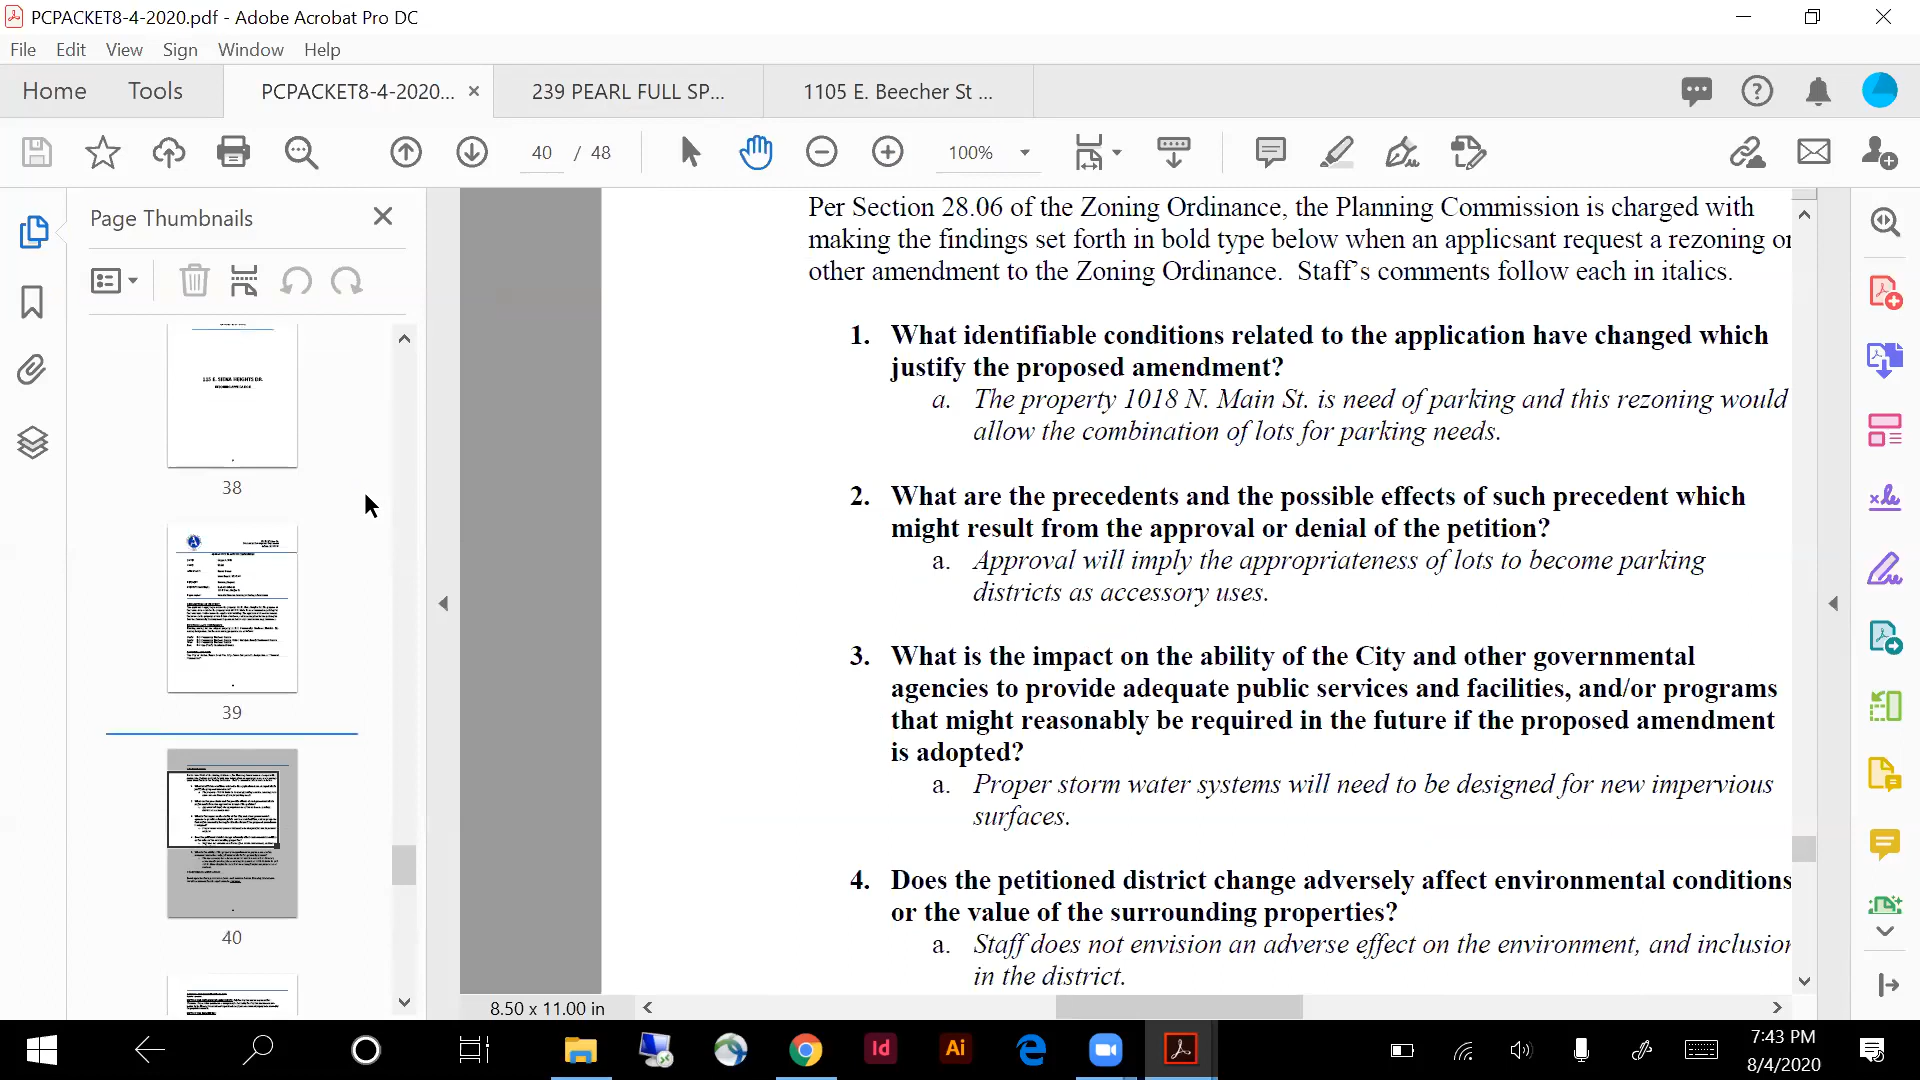 PCPACKET8-4-2020.pdf - Adobe Acrobat Pro DC
File Edit View Sign Window Help
Home Tools PCPACKET8-4-2020... × 239 PEARL FULL SP... 1105 E. Beecher St ...
40 / 48 100%
Page Thumbnails
115 E. SIENA HEIGHTS DR.
38
39
40
Per Section 28.06 of the Zoning Ordinance, the Planning Commission is charged with
making the findings set forth in bold type below when an applicsant request a rezoning or
other amendment to the Zoning Ordinance. Staff's comments follow each in italics.
1. What identifiable conditions related to the application have changed which
justify the proposed amendment?
a. The property 1018 N. Main St. is need of parking and this rezoning would
allow the combination of lots for parking needs.
2. What are the precedents and the possible effects of such precedent which
might result from the approval or denial of the petition?
a. Approval will imply the appropriateness of lots to become parking
districts as accessory uses.
3. What is the impact on the ability of the City and other governmental
agencies to provide adequate public services and facilities, and/or programs
that might reasonably be required in the future if the proposed amendment
is adopted?
a. Proper storm water systems will need to be designed for new impervious
surfaces.
4. Does the petitioned district change adversely affect environmental conditions
or the value of the surrounding properties?
a. Staff does not envision an adverse effect on the environment, and inclusion
in the district.
8.50 x 11.00 in
Id Ai
7:43 PM
8/4/2020